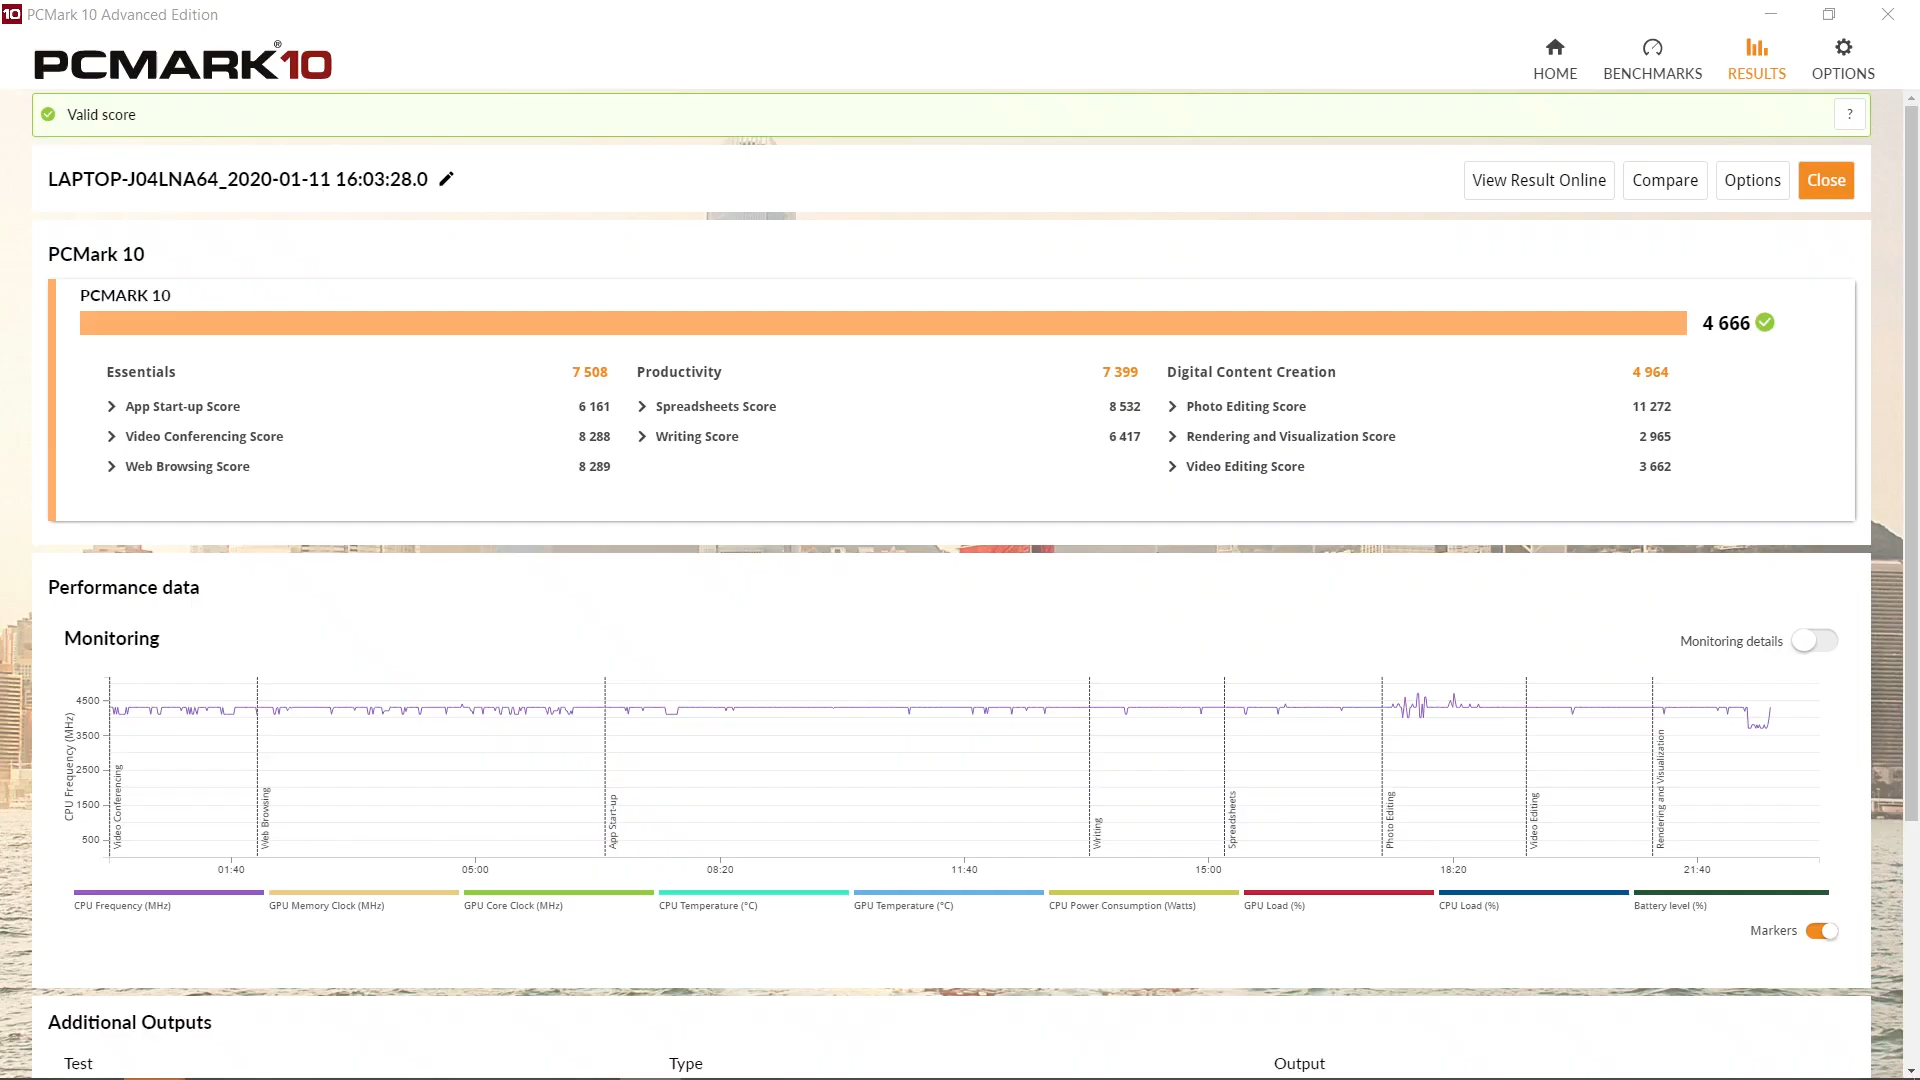 10 PCMark 10 Advanced Edition
PCMARK®10
HOME BENCHMARKS RESULTS OPTIONS
Valid score ?
LAPTOP-J04LNA64_2020-01-11 16:03:28.0
View Result Online Compare Options Close
PCMark 10
PCMARK 10
4 666
Essentials 7 508 Productivity 7 399 Digital Content Creation 4 964
App Start-up Score 6 161 Spreadsheets Score 8 532 Photo Editing Score 11 272
Video Conferencing Score 8 288 Writing Score 6 417 Rendering and Visualization Score 2 965
Web Browsing Score 8 289 Video Editing Score 3 662
Performance data
Monitoring
Monitoring details
CPU Frequency (MHz)
4500
3500
2500
1500
500
Video Conferencing
Web Browsing
App Start-up
Writing
Spreadsheets
Photo Editing
Video Editing
Rendering and Visualization
01:40 05:00 08:20 11:40 15:00 18:20 21:40
CPU Frequency (MHz) GPU Memory Clock (MHz) GPU Core Clock (MHz) CPU Temperature (°C) GPU Temperature (°C) CPU Power Consumption (Watts) GPU Load (%) CPU Load (%) Battery level (%)
Markers
Additional Outputs
Test Type Output